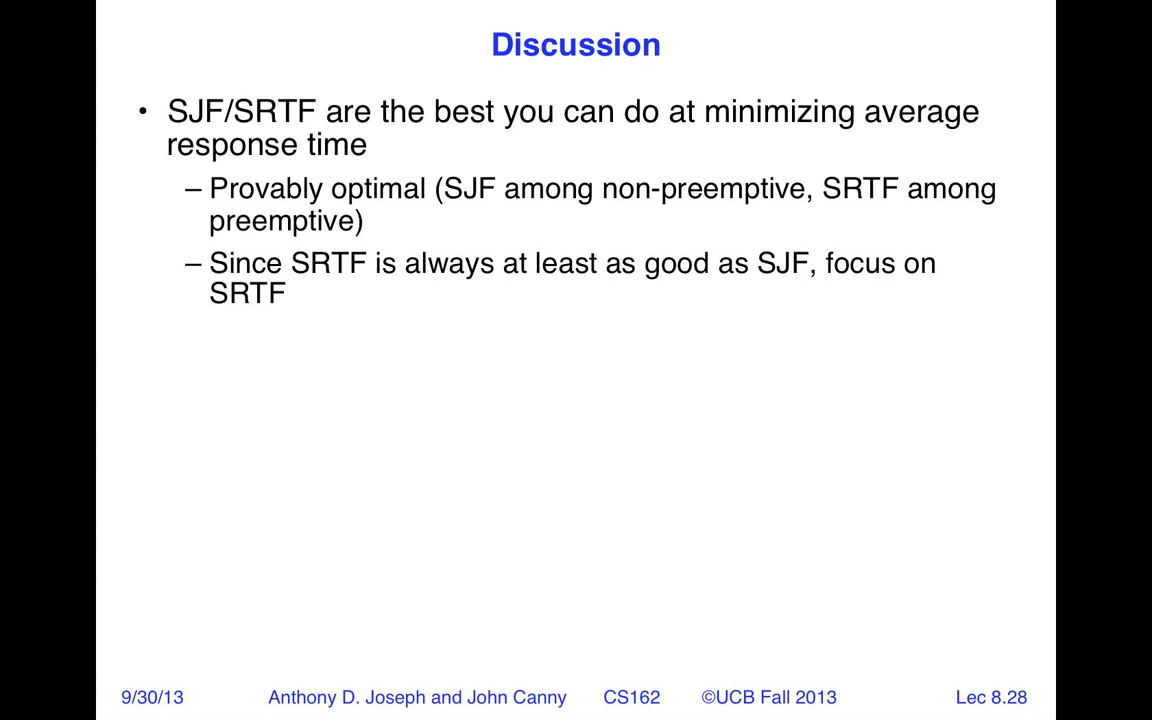 Discussion
• SJF/SRTF are the best you can do at minimizing average
response time
– Provably optimal (SJF among non-preemptive, SRTF among
preemptive)
– Since SRTF is always at least as good as SJF, focus on
SRTF
9/30/13 Anthony D. Joseph and John Canny CS162 ©UCB Fall 2013 Lec 8.28